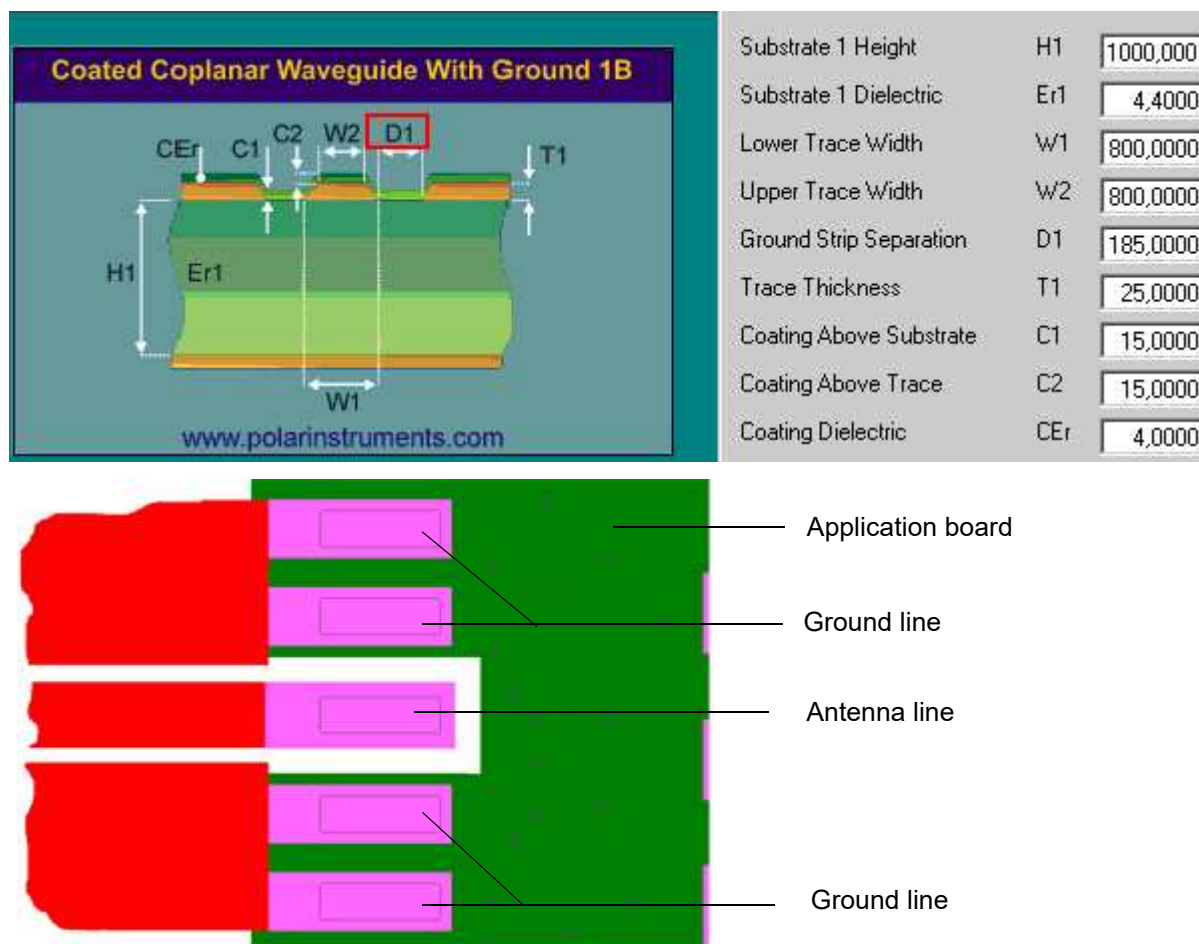 Coated Coplanar Waveguide With Ground 1B
CEr C1 C2 W2 D1 T1
H1 Er1
W1
www.polarinstruments.com
Substrate 1 Height H1 1000,000
Substrate 1 Dielectric Er1 4,4000
Lower Trace Width W1 800,0000
Upper Trace Width W2 800,0000
Ground Strip Separation D1 185,0000
Trace Thickness T1 25,0000
Coating Above Substrate C1 15,0000
Coating Above Trace C2 15,0000
Coating Dielectric CEr 4,0000
Application board
Ground line
Antenna line
Ground line